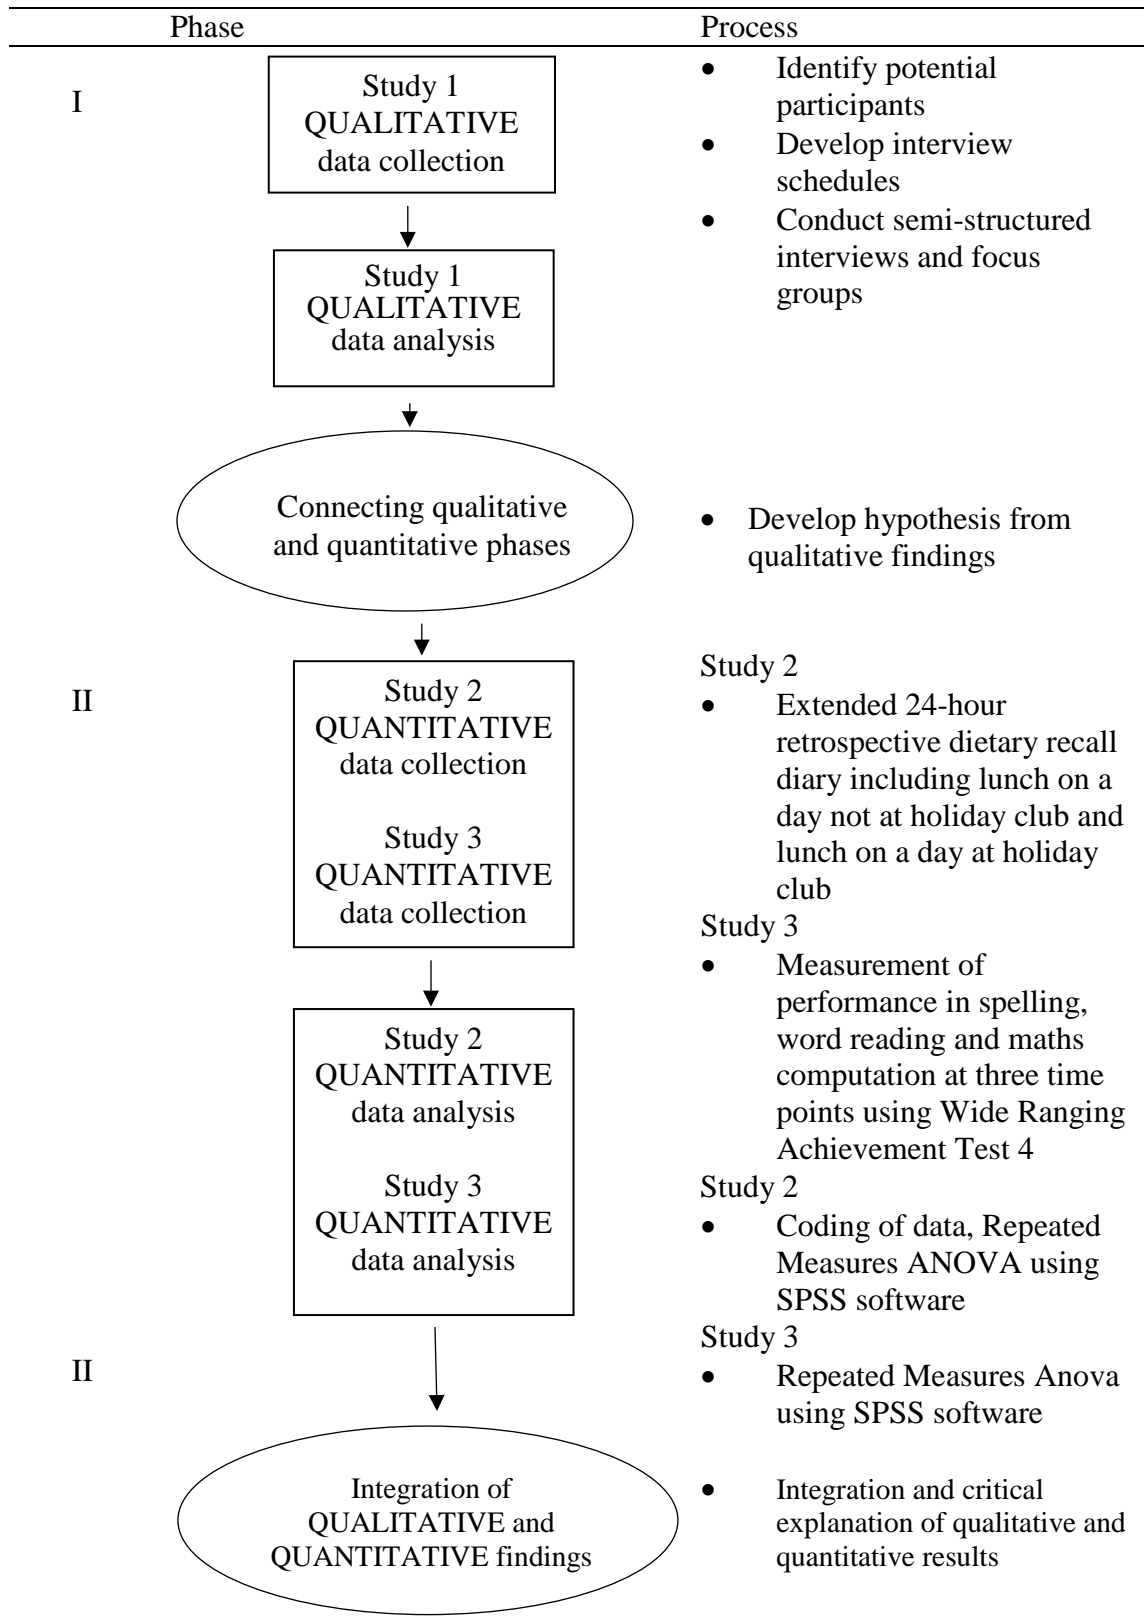 Phase
Process
I
Study 1
QUALITATIVE
data collection
• Identify potential
participants
• Develop interview
schedules
• Conduct semi-structured
interviews and focus
groups
Study 1
QUALITATIVE
data analysis
Connecting qualitative
and quantitative phases
• Develop hypothesis from
qualitative findings
II
Study 2
QUANTITATIVE
data collection
Study 3
QUANTITATIVE
data collection
Study 2
• Extended 24-hour
retrospective dietary recall
diary including lunch on a
day not at holiday club and
lunch on a day at holiday
club
Study 3
• Measurement of
performance in spelling,
word reading and maths
computation at three time
points using Wide Ranging
Achievement Test 4
Study 2
QUANTITATIVE
data analysis
Study 3
QUANTITATIVE
data analysis
Study 2
• Coding of data, Repeated
Measures ANOVA using
SPSS software
Study 3
• Repeated Measures Anova
using SPSS software
II
Integration of
QUALITATIVE and
QUANTITATIVE findings
• Integration and critical
explanation of qualitative and
quantitative results